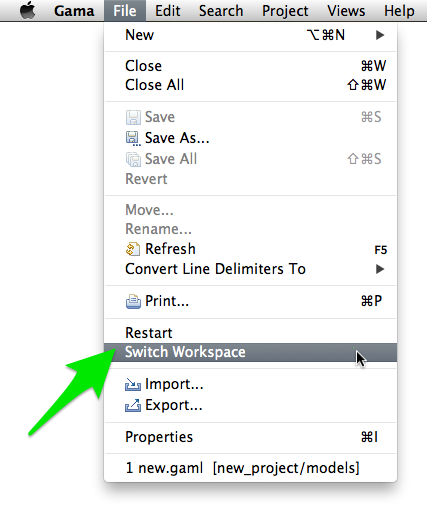 Gama File Edit Search Project Views Help
New ⌥⌘N ▶
Close ⌘W
Close All ⇧⌘W
Save ⌘S
Save As...
Save All ⇧⌘S
Revert
Move...
Rename...
Refresh F5
Convert Line Delimiters To ▶
Print... ⌘P
Restart
Switch Workspace
Import...
Export...
Properties ⌘I
1 new.gaml [new_project/models]